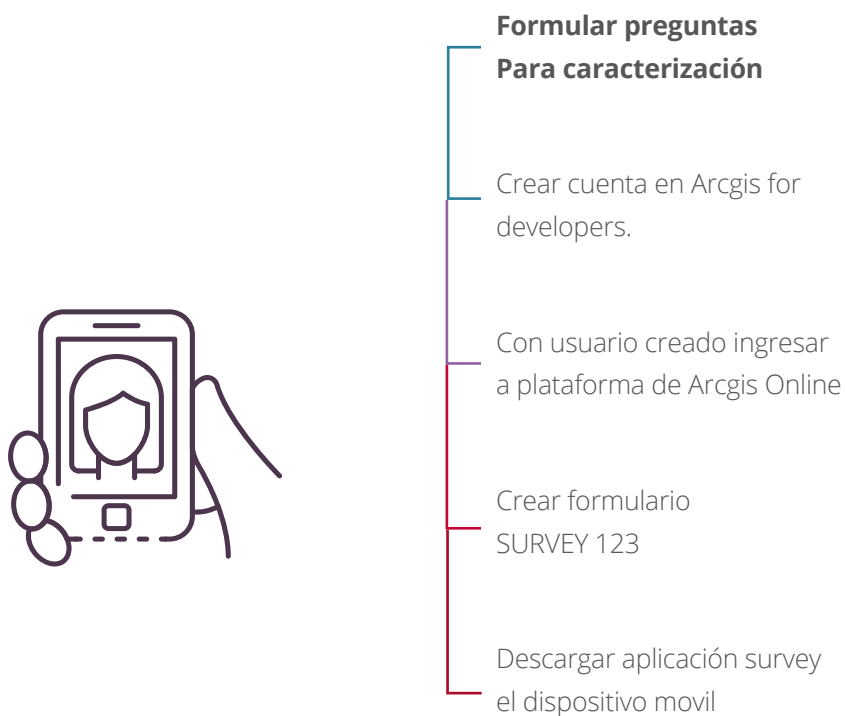 Formular preguntas
Para caracterización
Crear cuenta en Arcgis for
developers.
Con usuario creado ingresar
a plataforma de Arcgis Online
Crear formulario
SURVEY 123
Descargar aplicación survey
el dispositivo movil